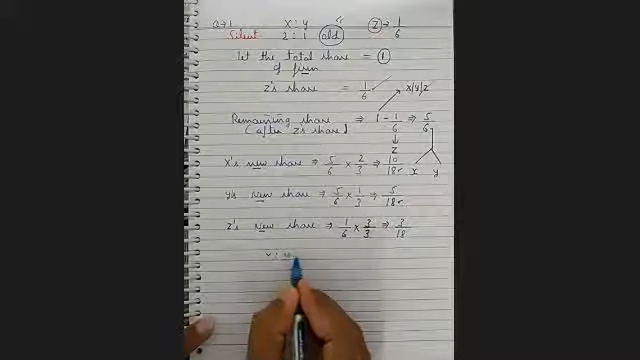 Q→1 X : Y Z → 1/6
Silent 2 : 1 old
Let the total share = 1
of firm
Z's share = 1/6 X/Y/Z
Remaining share ⇒ 1 - 1/6 ⇒ 5/6
(after Z's share) ↓
Z
X's new share ⇒ 5/6 × 2/3 ⇒ 10/18 X Y
Y's new share ⇒ 5/6 × 1/3 ⇒ 5/18
Z's New share ⇒ 1/6 × 3/3 ⇒ 3/18